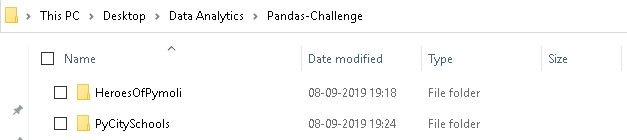 This PC > Desktop > Data Analytics > Pandas-Challenge
Name Date modified Type Size
HeroesOfPymoli 08-09-2019 19:18 File folder
PyCitySchools 08-09-2019 19:24 File folder